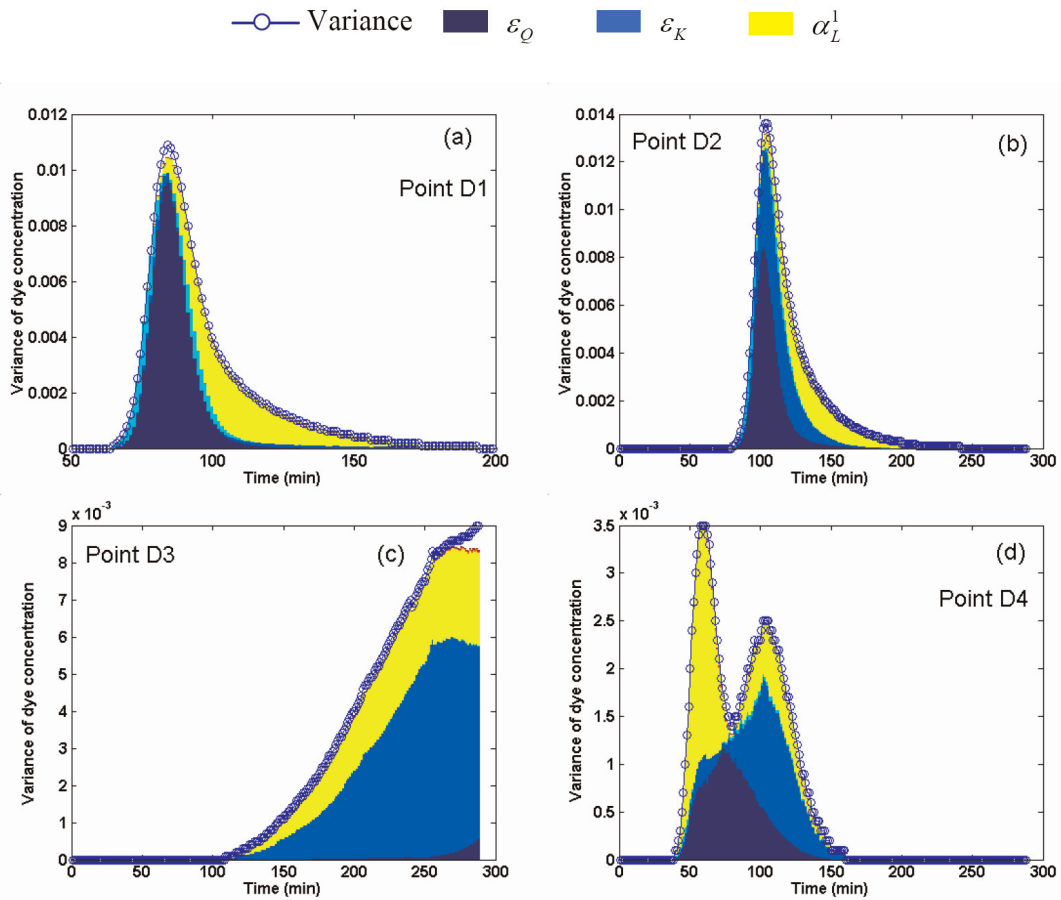 Variance ε_Q ε_K α_L^1
(a)
Point D1
Variance of dye concentration
0.012
0.01
0.008
0.006
0.004
0.002
0
50 100 150 200
Time (min)
Point D2
(b)
Variance of dye concentration
0.014
0.012
0.01
0.008
0.006
0.004
0.002
0
0 50 100 150 200 250 300
Time (min)
x 10^-3
Point D3
(c)
Variance of dye concentration
9
8
7
6
5
4
3
2
1
0
0 50 100 150 200 250 300
Time (min)
x 10^-3
(d)
Point D4
Variance of dye concentration
3.5
3
2.5
2
1.5
1
0.5
0
0 50 100 150 200 250 300
Time (min)